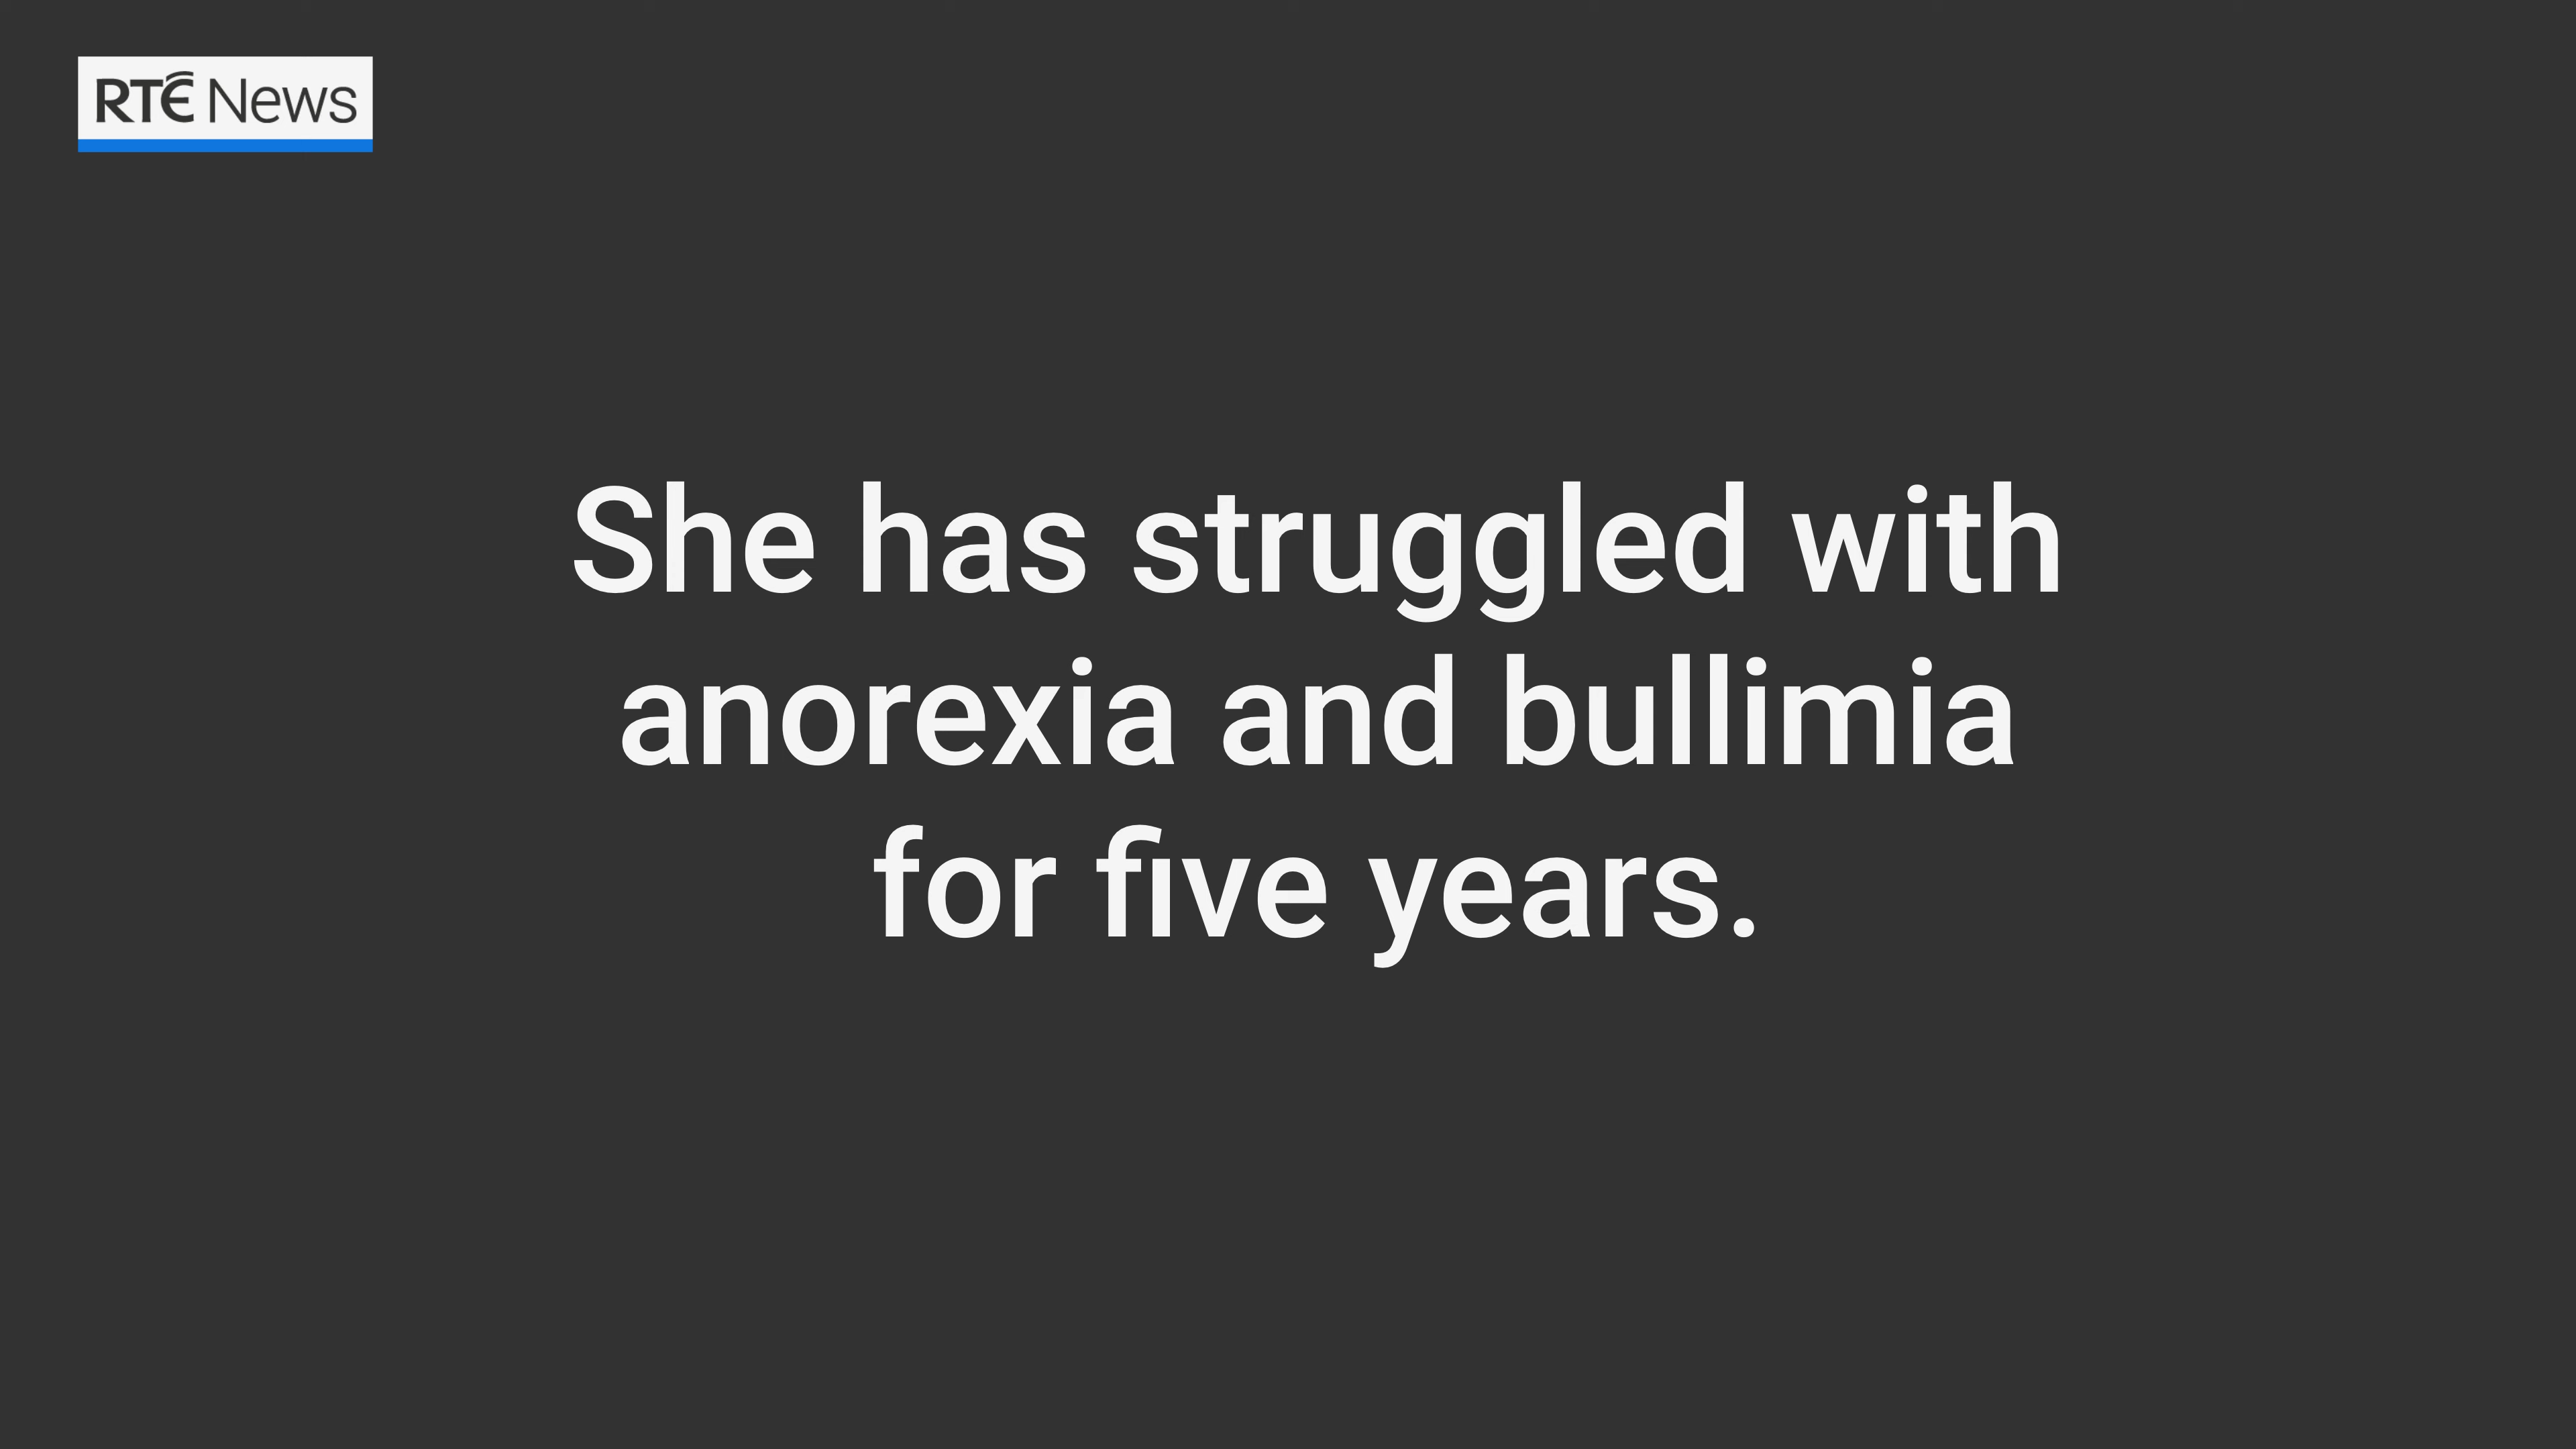 RTÉ News
She has struggled with
anorexia and bullimia
for five years.